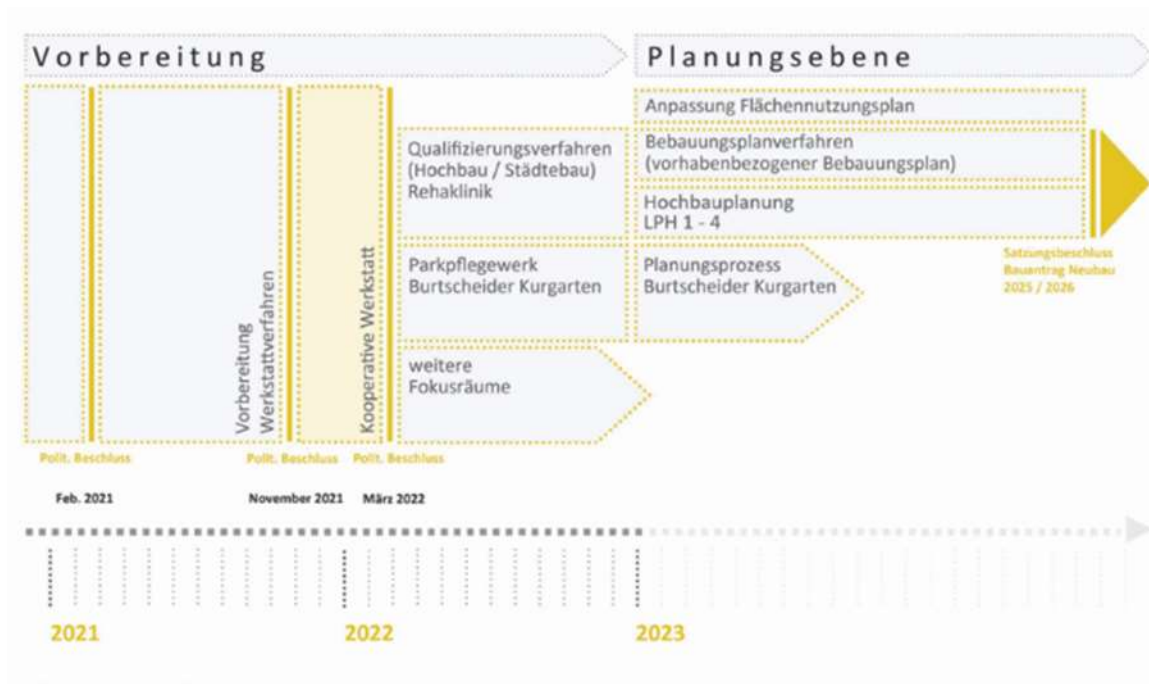 Vorbereitung
Planungsebene
Anpassung Flächennutzungsplan
Qualifizierungsverfahren
(Hochbau / Städtebau)
Rehaklinik
Bebauungsplanverfahren
(vorhabenbezogener Bebauungsplan)
Hochbauplanung
LPH 1 - 4
Parkpflegewerk
Burtscheider Kurgarten
Planungsprozess
Burtscheider Kurgarten
Satzungsbeschluss
Bauantrag Neubau
2025 / 2026
weitere
Fokusräume
Vorbereitung
Werkstattverfahren
Kooperative Werkstatt
Polit. Beschluss
Polit. Beschluss
Polit. Beschluss
Feb. 2021
November 2021
März 2022
2021
2022
2023